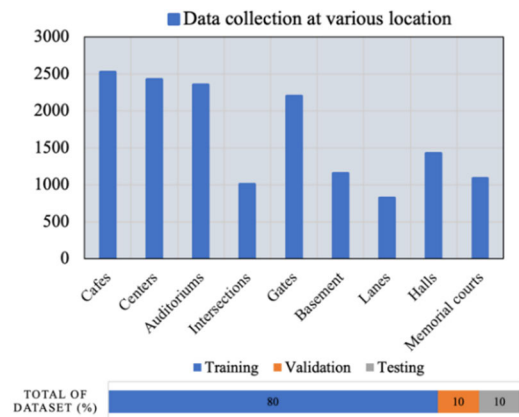 Data collection at various location
3000
2500
2000
1500
1000
500
0
Cafes
Centers
Auditoriums
Intersections
Gates
Basement
Lanes
Halls
Memorial courts
Training Validation Testing
TOTAL OF
DATASET (%)
80 10 10